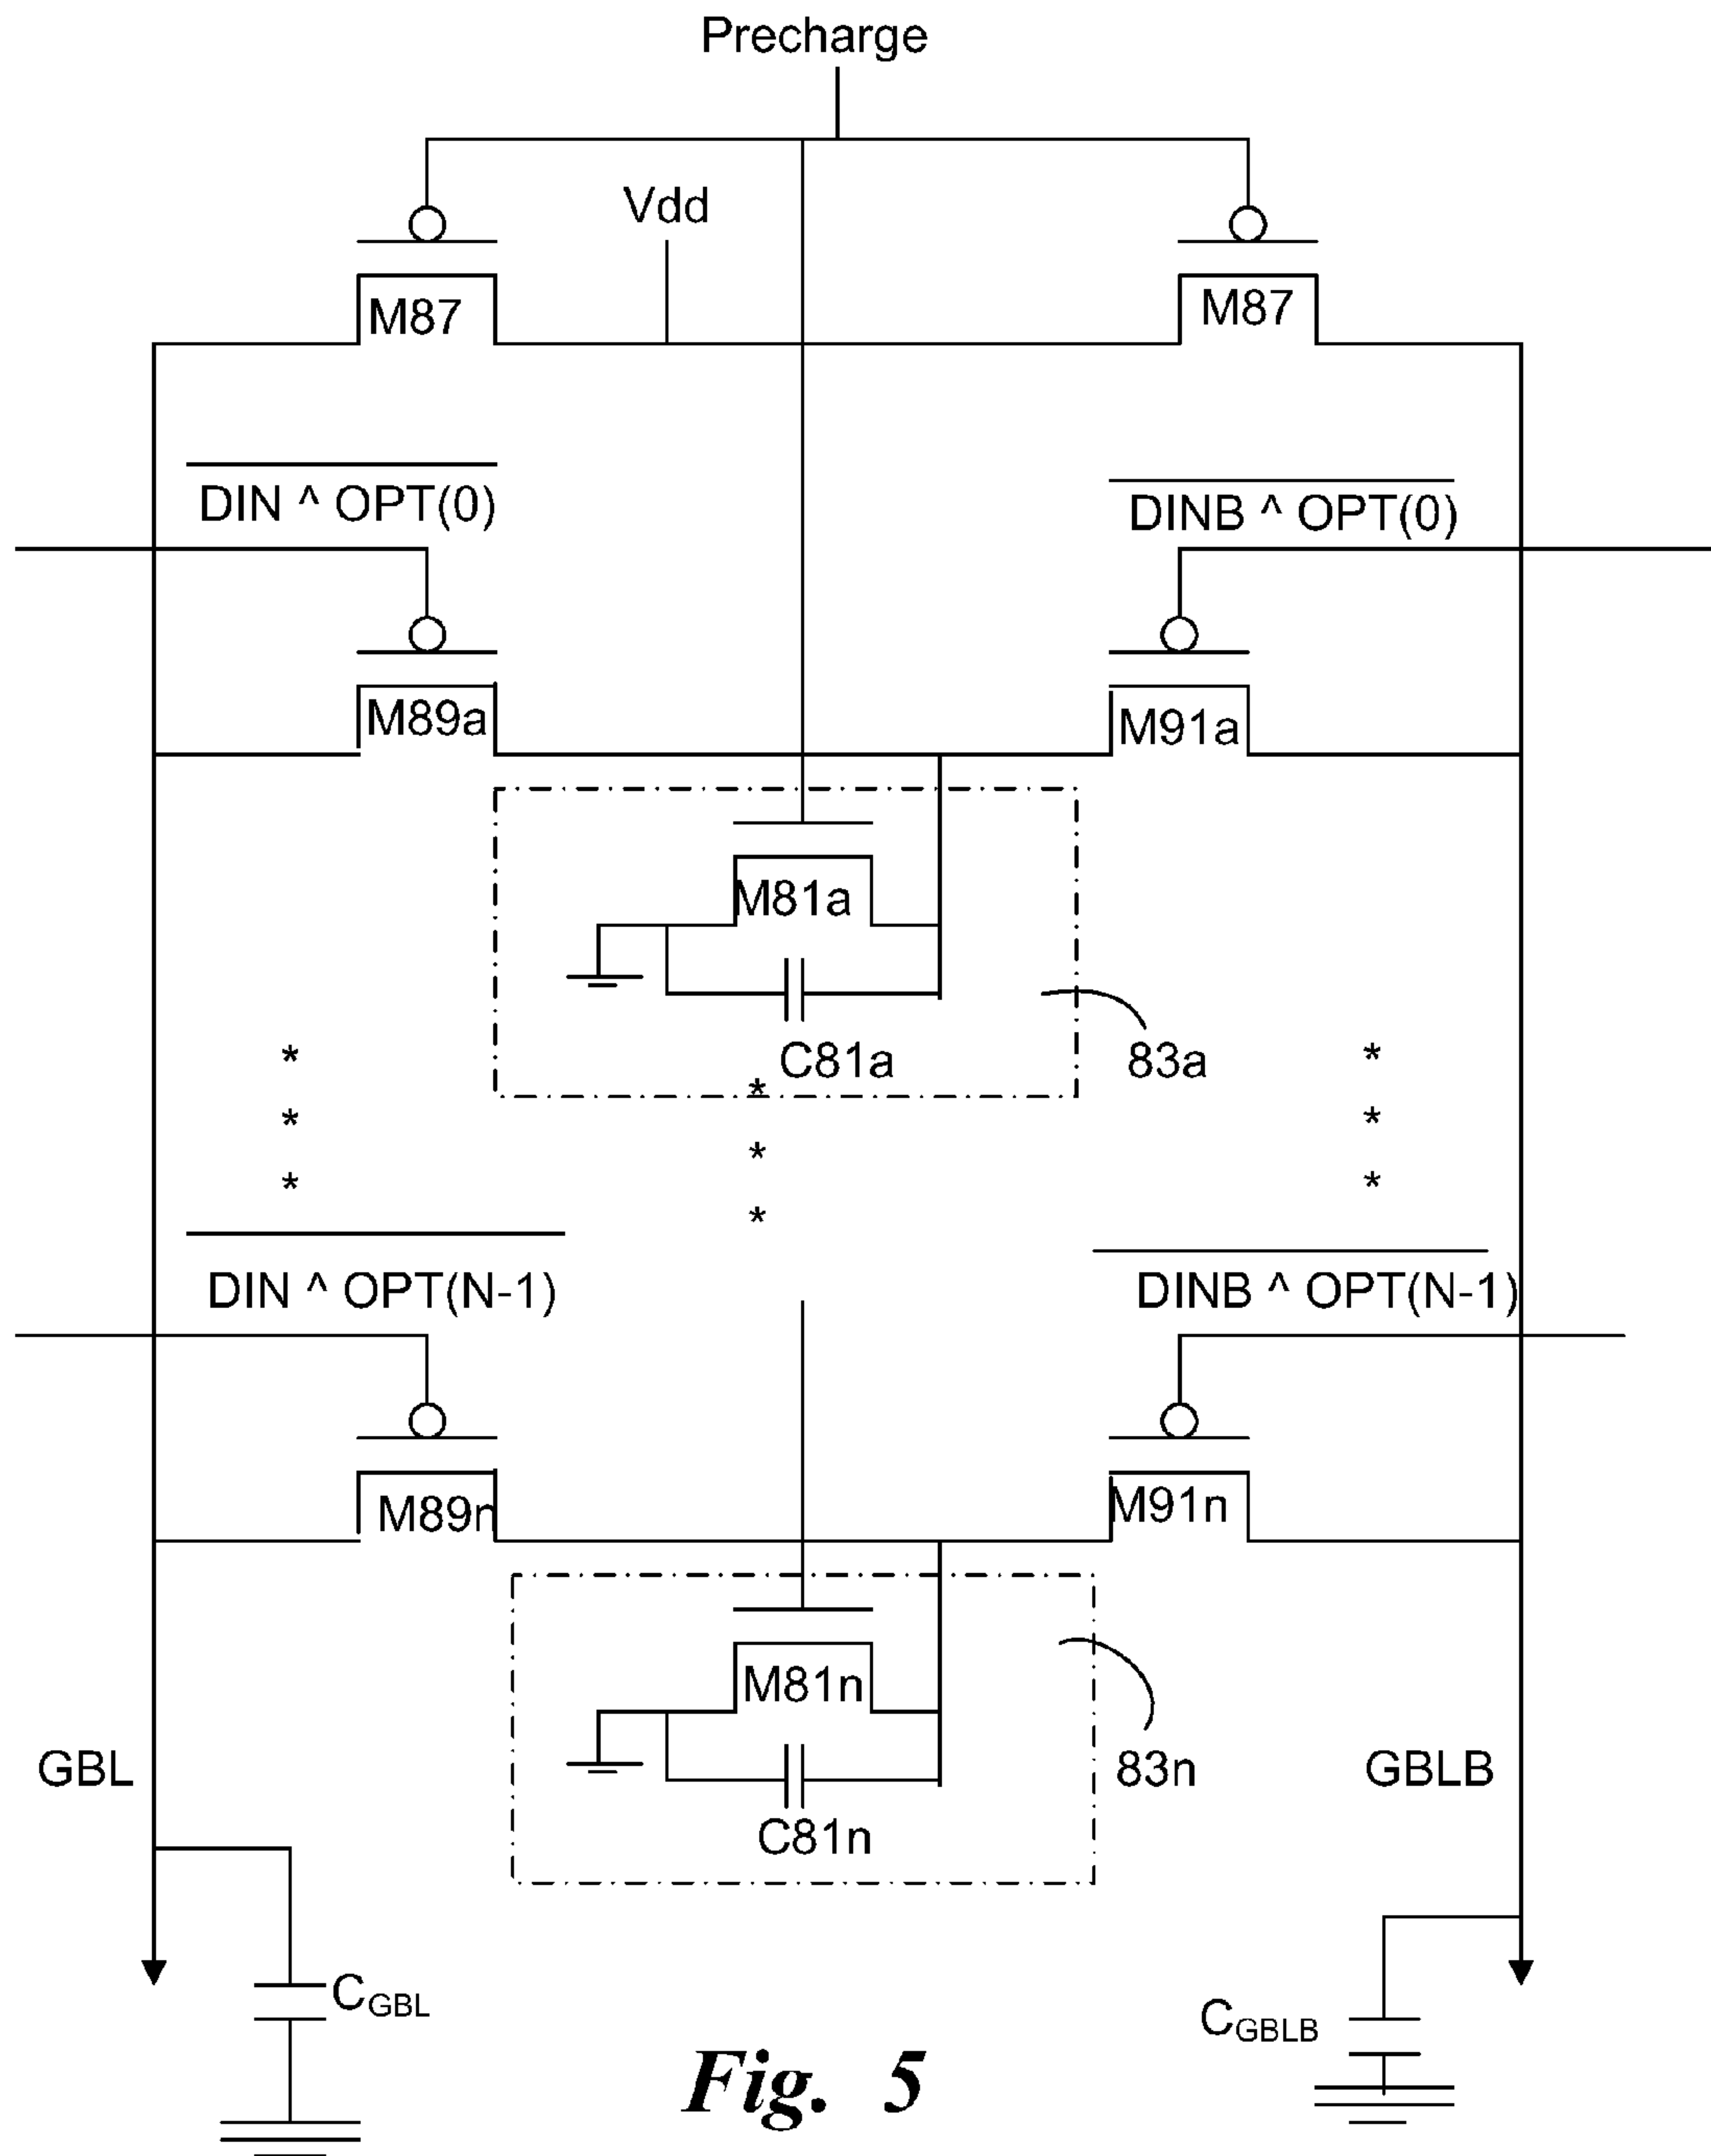 Precharge
Vdd
M87
M87
DIN ^ OPT(0)
DINB ^ OPT(0)
M89a
M91a
M81a
C81a
83a
*
*
*
*
*
*
*
*
*
DIN ^ OPT(N-1)
DINB ^ OPT(N-1)
M89n
M91n
M81n
C81n
83n
GBL
GBLB
CGBL
CGBLB
Fig. 5